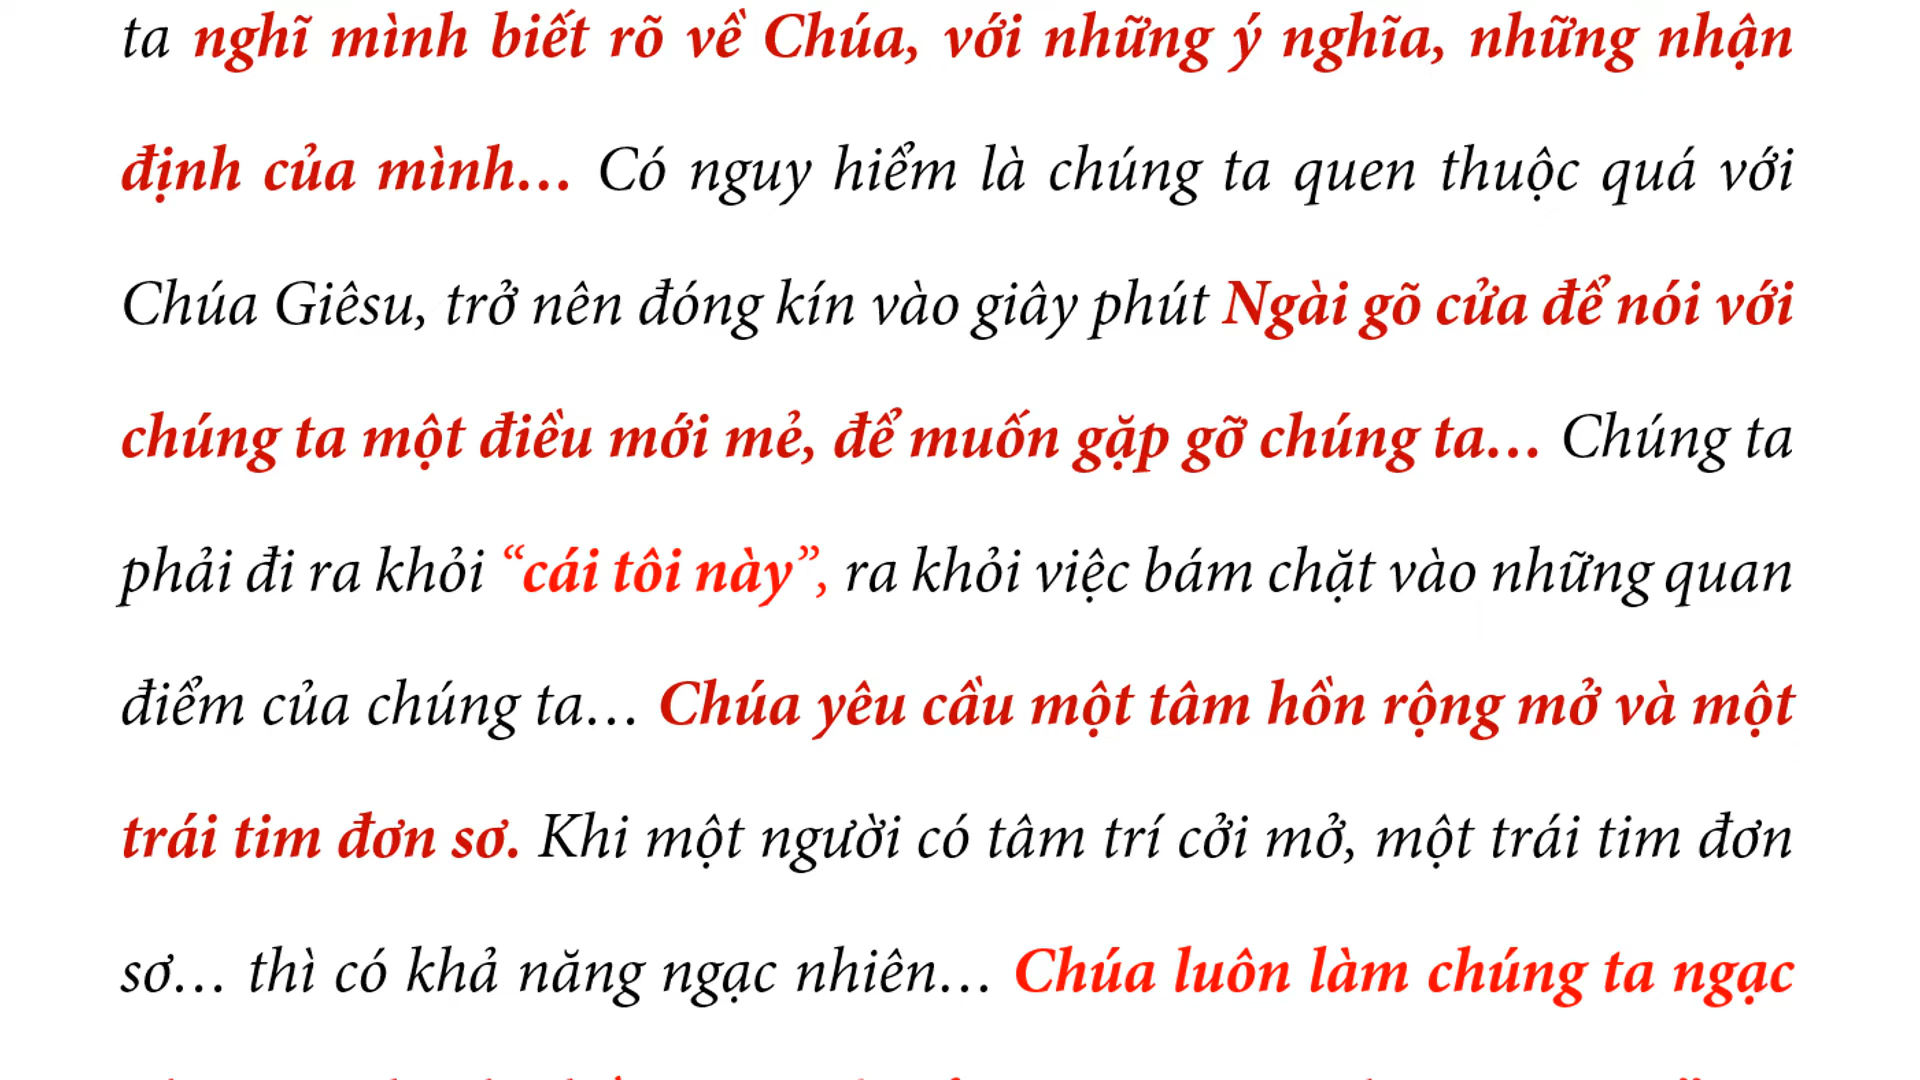 ta nghĩ mình biết rõ về Chúa, với những ý nghĩa, những nhận
định của mình… Có nguy hiểm là chúng ta quen thuộc quá với
Chúa Giêsu, trở nên đóng kín vào giây phút Ngài gõ cửa để nói với
chúng ta một điều mới mẻ, để muốn gặp gỡ chúng ta… Chúng ta
phải đi ra khỏi “cái tôi này”, ra khỏi việc bám chặt vào những quan
điểm của chúng ta… Chúa yêu cầu một tâm hồn rộng mở và một
trái tim đơn sơ. Khi một người có tâm trí cởi mở, một trái tim đơn
sơ… thì có khả năng ngạc nhiên… Chúa luôn làm chúng ta ngạc